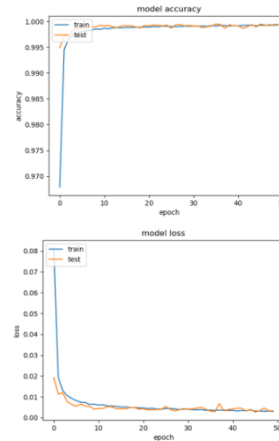 model accuracy
1.000
0.995
0.990
0.985
0.980
0.975
0.970
accuracy
train
test
0 10 20 30 40 50
epoch
model loss
0.08
0.07
0.06
0.05
0.04
0.03
0.02
0.01
0.00
loss
train
test
0 10 20 30 40 50
epoch